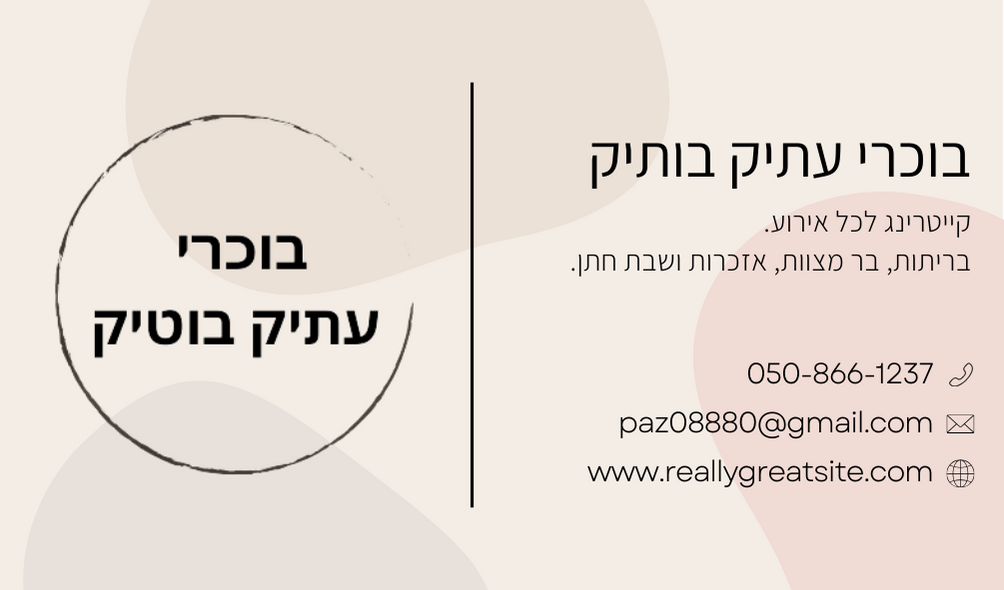 בוכרי עתיק בותיק
קייטרינג לכל אירוע.
בריתות, בר מצוות, אזכרות ושבת חתן.
050-866-1237
paz08880@gmail.com
www.reallygreatsite.com
בוכרי
עתיק בוטיק